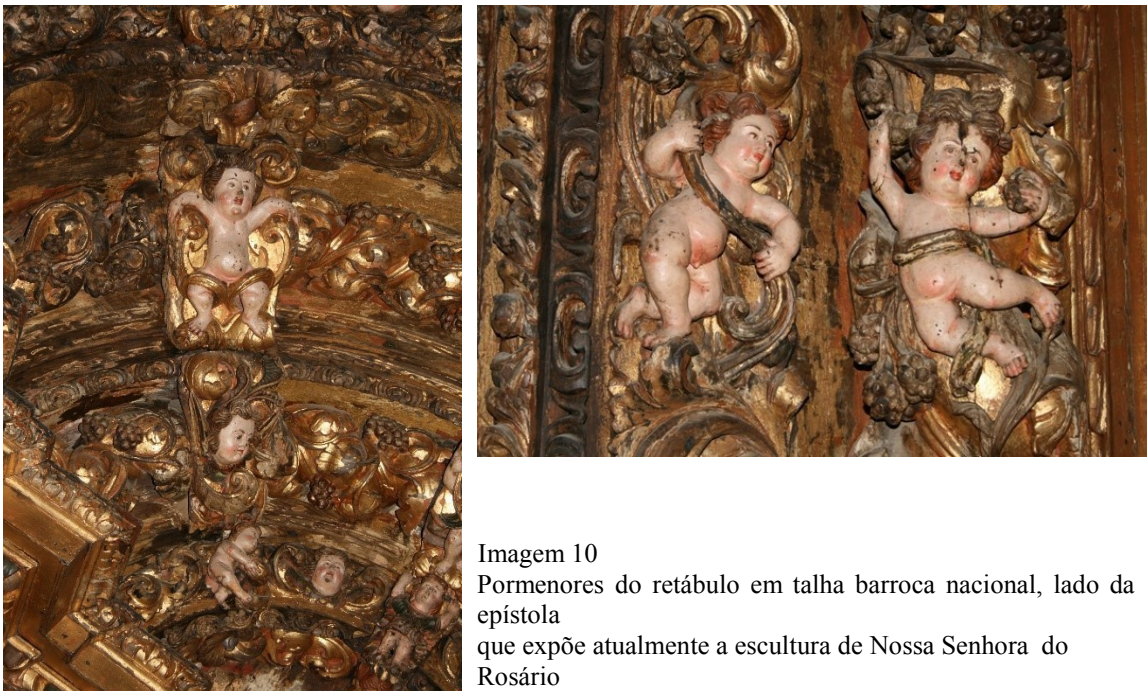 Imagem 10
Pormenores do retábulo em talha barroca nacional, lado da
epístola
que expõe atualmente a escultura de Nossa Senhora do
Rosário